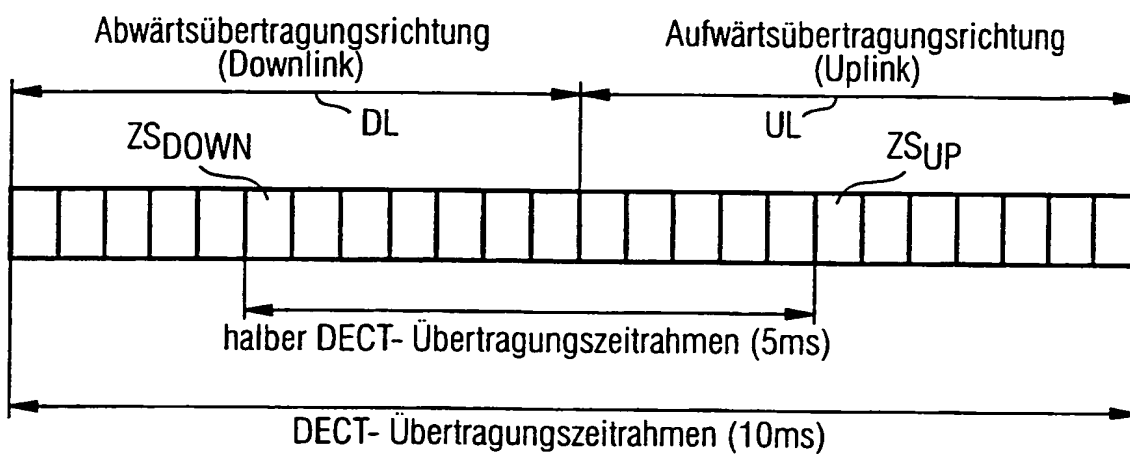 Abwärtsübertragungsrichtung
(Downlink)
Aufwärtsübertragungsrichtung
(Uplink)
DL
UL
ZSDOWN
ZSUP
halber DECT- Übertragungszeitrahmen (5ms)
DECT- Übertragungszeitrahmen (10ms)